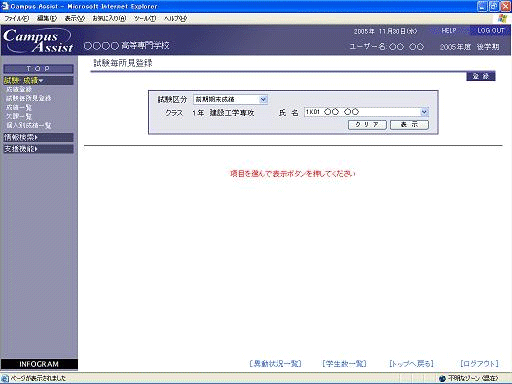 Campus Assist - Microsoft Internet Explorer
ファイル(F) 編集(E) 表示(V) お気に入り(A) ツール(T) ヘルプ(H)
Campus Assist
2005年 11月30日(水) HELP LOG OUT
〇〇〇〇高等専門学校 ユーザー名 〇〇 〇〇 2005年度 後学期
TOP
試験・成績
成績登録
試験毎所見登録
成績一覧
欠課一覧
個人別成績一覧
情報検索
支援機能
試験毎所見登録
登録
試験区分 前期期末成績
クラス 1年 建設工学専攻 氏名 1K01 〇〇 〇〇
クリア 表示
項目を選んで表示ボタンを押してください
INFOGRAM
[異動状況一覧] [学生数一覧] [トップへ戻る] [ログアウト]
ページが表示されました 不明なゾーン (混在)